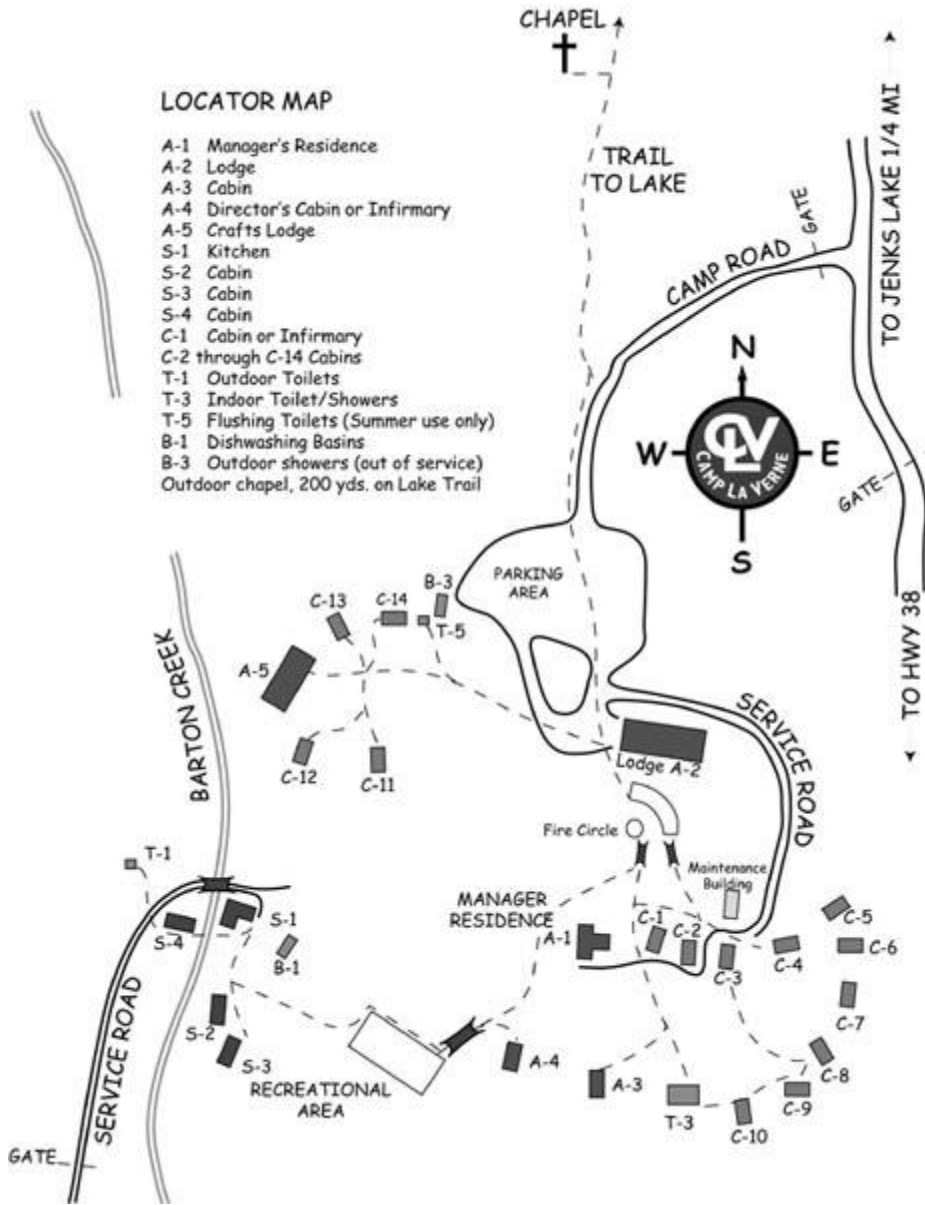 CHAPEL
LOCATOR MAP
A-1 Manager's Residence
A-2 Lodge
A-3 Cabin
A-4 Director's Cabin or Infirmary
A-5 Crafts Lodge
S-1 Kitchen
S-2 Cabin
S-3 Cabin
S-4 Cabin
C-1 Cabin or Infirmary
C-2 through C-14 Cabins
T-1 Outdoor Toilets
T-3 Indoor Toilet/Showers
T-5 Flushing Toilets (Summer use only)
B-1 Dishwashing Basins
B-3 Outdoor showers (out of service)
Outdoor chapel, 200 yds. on Lake Trail
TRAIL
TO LAKE
GATE
CAMP ROAD
TO JENKS LAKE 1/4 MI
N
W
E
S
CLV
CAMP LA VERNE
GATE
TO HWY 38
PARKING
AREA
B-3
C-13
C-14
T-5
A-5
C-12
C-11
BARTON CREEK
SERVICE ROAD
Lodge A-2
Fire Circle
Maintenance
Building
MANAGER
RESIDENCE
T-1
S-4
S-1
B-1
A-1
C-1
C-2
C-3
C-4
C-5
C-6
C-7
C-8
C-9
C-10
S-2
S-3
A-4
A-3
T-3
RECREATIONAL
AREA
SERVICE ROAD
GATE